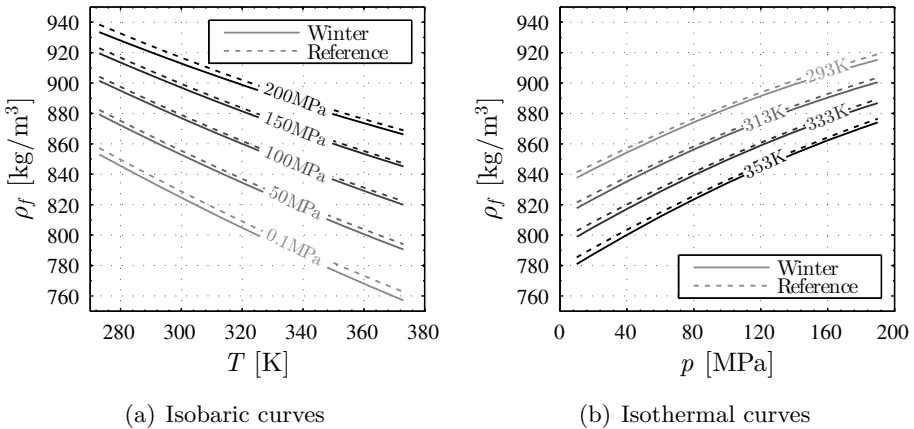 940
920
900
880
860
840
820
800
780
760
ρf [kg/m³]
Winter
Reference
200MPa
150MPa
100MPa
50MPa
0.1MPa
280 300 320 340 360 380
T [K]
(a) Isobaric curves
940
920
900
880
860
840
820
800
780
760
ρf [kg/m³]
293K
313K
333K
353K
Winter
Reference
0 40 80 120 160 200
p [MPa]
(b) Isothermal curves